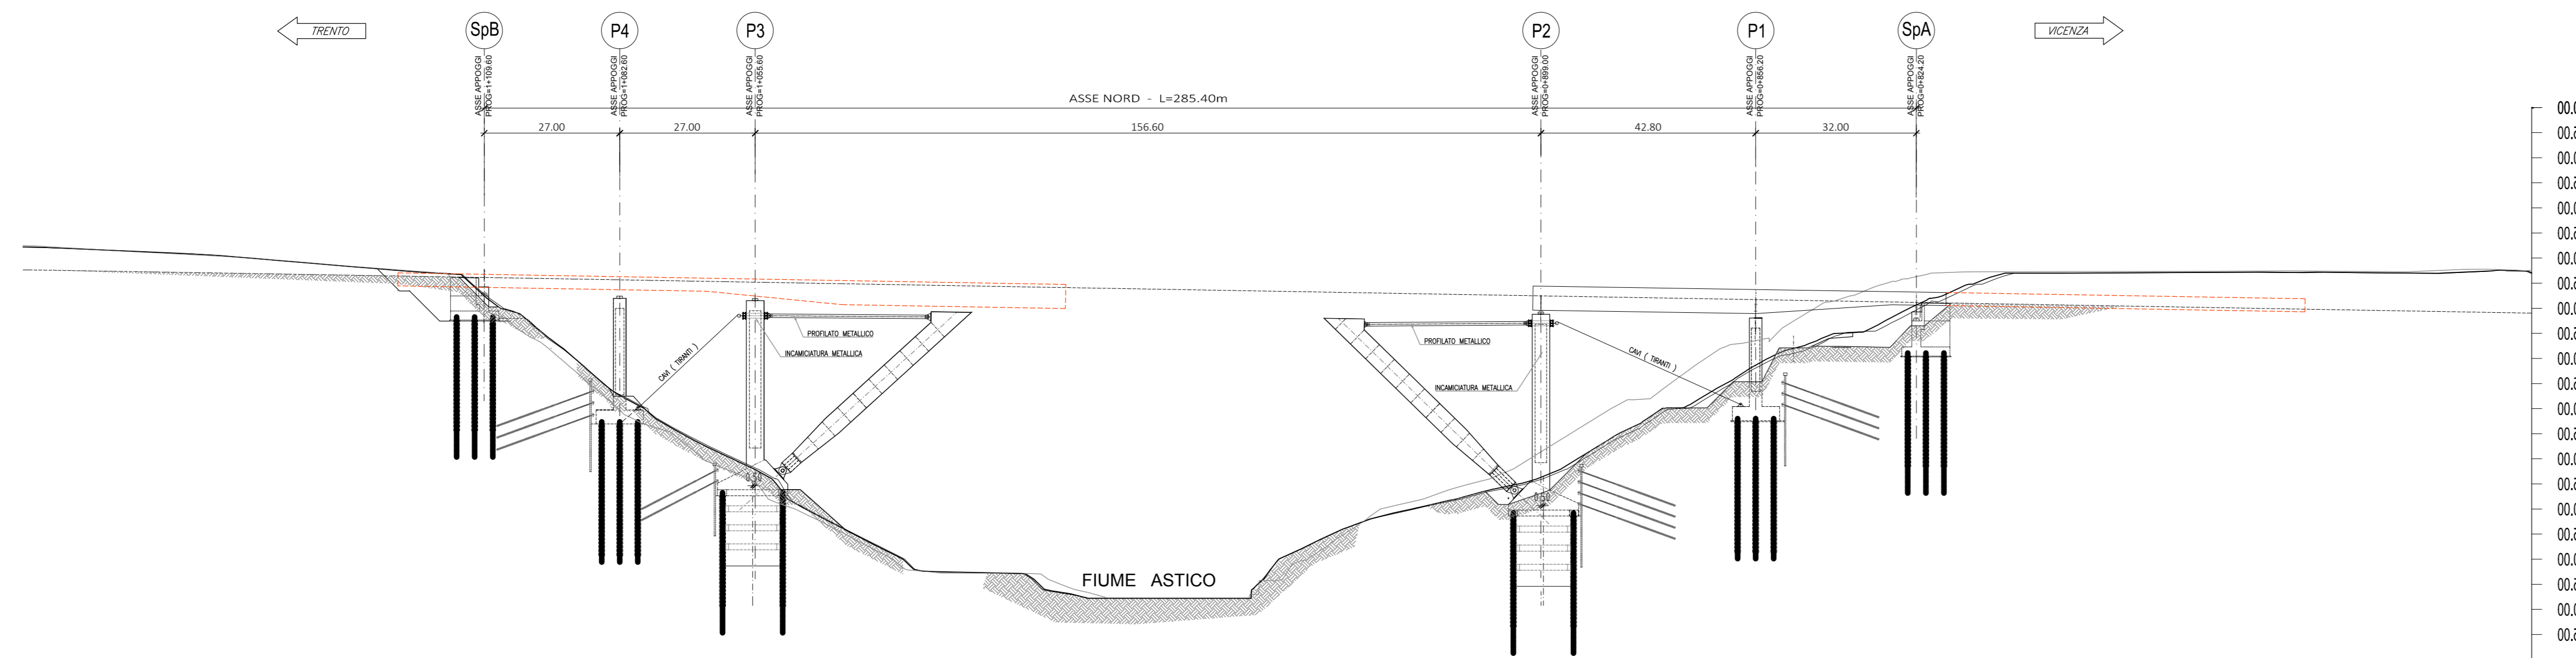 TRENTO
SpB
P4
P3
P2
P1
SpA
VICENZA
ASSE APPOGGI
PROG=1+109.60
ASSE APPOGGI
PROG=1+082.60
ASSE APPOGGI
PROG=1+055.60
ASSE APPOGGI
PROG=0+899.00
ASSE APPOGGI
PROG=0+856.20
ASSE APPOGGI
PROG=0+824.20
ASSE NORD - L=285.40m
27.00
27.00
156.60
42.80
32.00
PROFILATO METALLICO
INCAMICIATURA METALLICA
CAVI ( TIRANTI )
PROFILATO METALLICO
INCAMICIATURA METALLICA
CAVI ( TIRANTI )
0.50
0.50
FIUME ASTICO